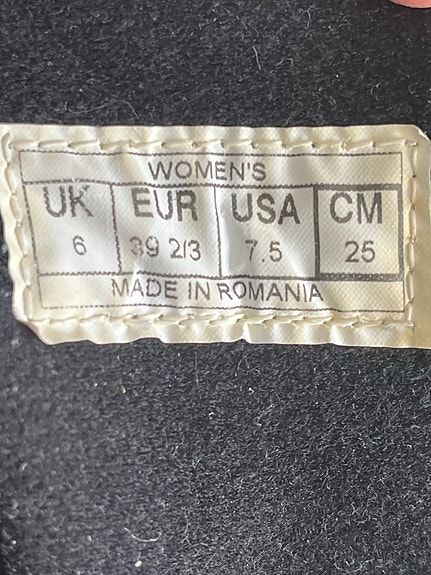 WOMEN'S
UK EUR USA CM
6 39 2/3 7.5 25
MADE IN ROMANIA